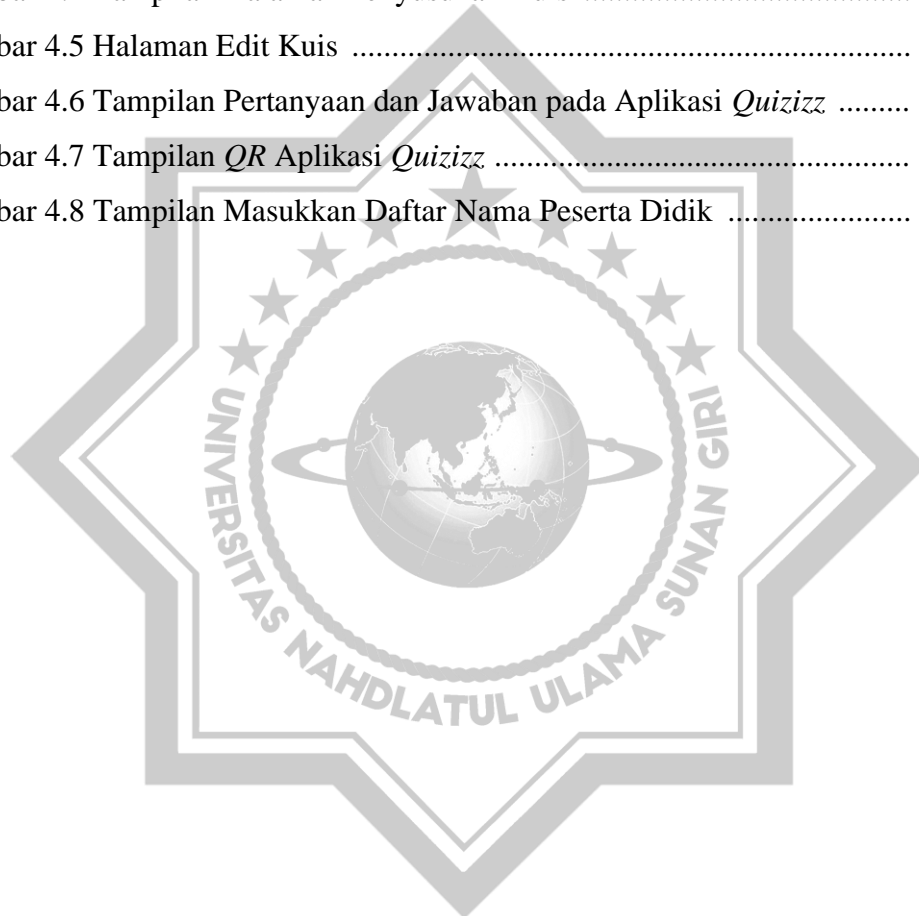 bar 4.5 Halaman Edit Kuis ................................................................................
bar 4.6 Tampilan Pertanyaan dan Jawaban pada Aplikasi Quizizz .........
bar 4.7 Tampilan QR Aplikasi Quizizz ...........................................................
bar 4.8 Tampilan Masukkan Daftar Nama Peserta Didik ......................
UNIVERSITAS NAHDLATUL ULAMA SUNAN GIRI